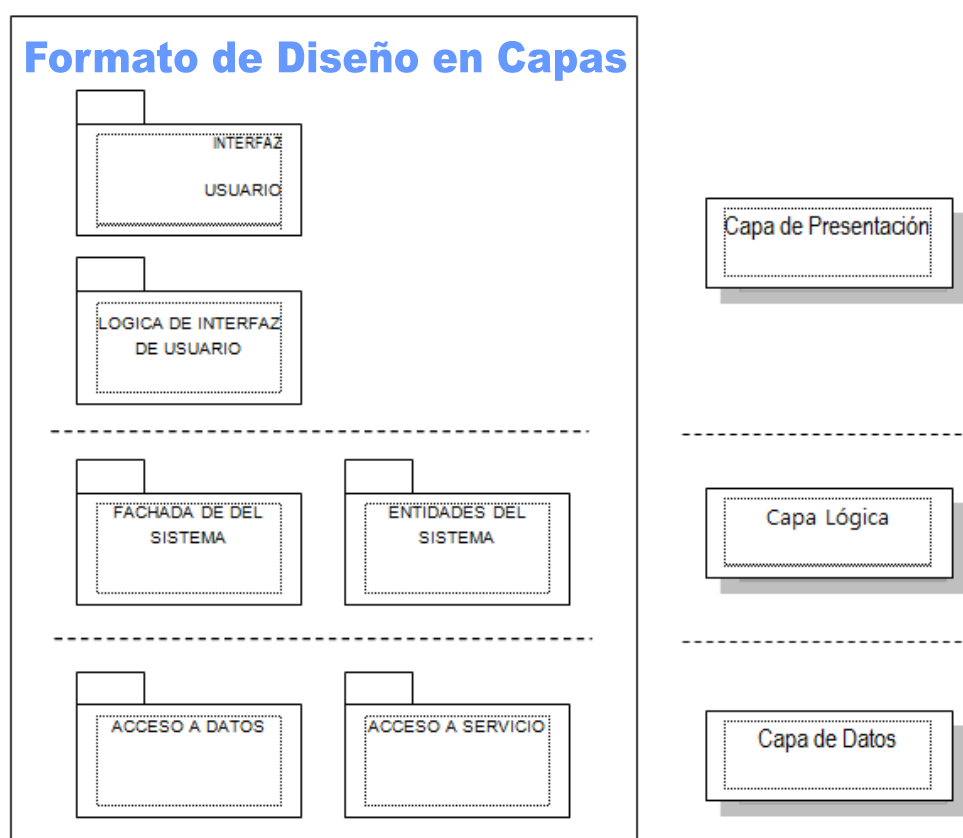 Formato de Diseño en Capas
INTERFAZ
USUARIO
Capa de Presentación
LOGICA DE INTERFAZ
DE USUARIO
FACHADA DE DEL
SISTEMA
ENTIDADES DEL
SISTEMA
Capa Lógica
ACCESO A DATOS
ACCESO A SERVICIO
Capa de Datos